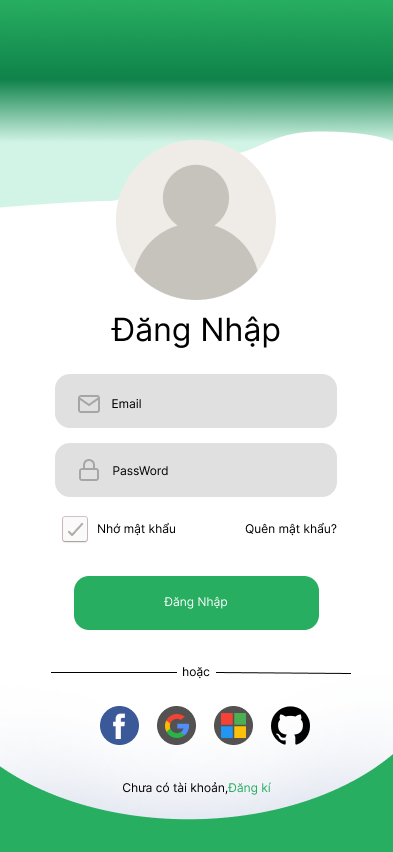 Đăng Nhập
Email
PassWord
Nhớ mật khẩu
Quên mật khẩu?
Đăng Nhập
hoặc
Chưa có tài khoản,Đăng kí